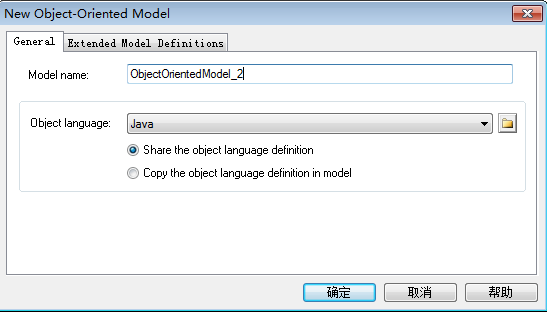 New Object-Oriented Model
General
Extended Model Definitions
Model name:
ObjectOrientedModel_2
Object language:
Java
Share the object language definition
Copy the object language definition in model
确定
取消
帮助